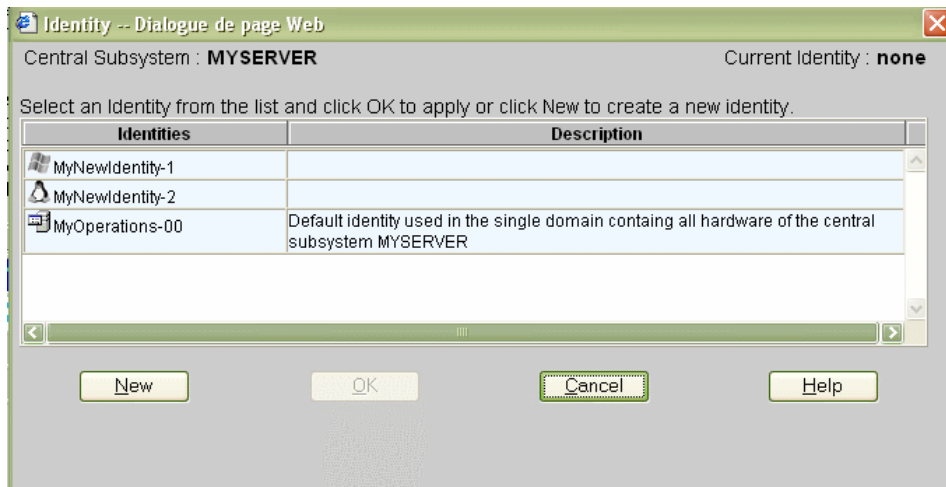 Identity -- Dialogue de page Web
Central Subsystem : MYSERVER
Current Identity : none
Select an Identity from the list and click OK to apply or click New to create a new identity.
Identities
Description
MyNewIdentity-1
MyNewIdentity-2
MyOperations-00
Default identity used in the single domain containg all hardware of the central
subsystem MYSERVER
New
OK
Cancel
Help